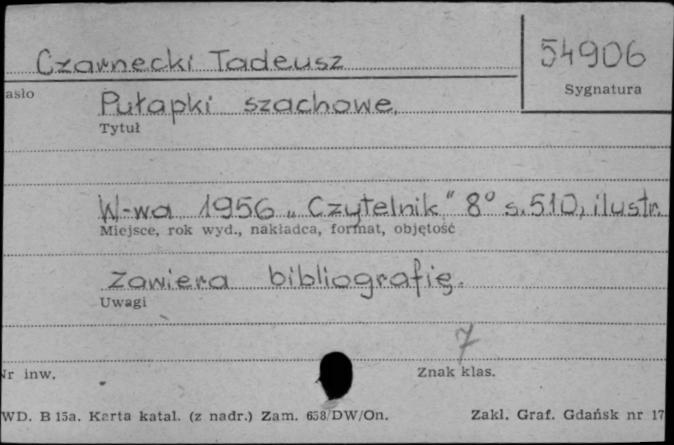 Czarnecki Tadeusz
54906
Sygnatura
asło
Pułapki szachowe.
Tytuł
W-wa 1956 „Czytelnik" 8° s.510, ilustr.
Miejsce, rok wyd., nakładca, format, objętość
Zawiera bibliografię.
Uwagi
7
Nr inw.
Znak klas.
WD. B 15a. Karta katal. (z nadr.) Zam. 658/DW/On.
Zakl. Graf. Gdańsk nr 17